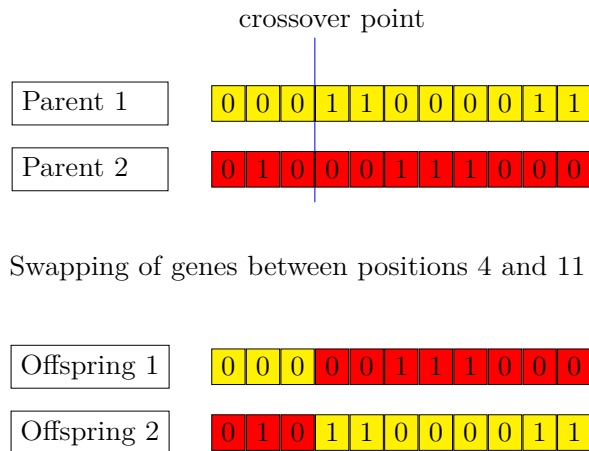 crossover point
Parent 1 0 0 0 1 1 0 0 0 0 1 1
Parent 2 0 1 0 0 0 1 1 1 0 0 0
Swapping of genes between positions 4 and 11
Offspring 1 0 0 0 0 0 1 1 1 0 0 0
Offspring 2 0 1 0 1 1 0 0 0 0 1 1